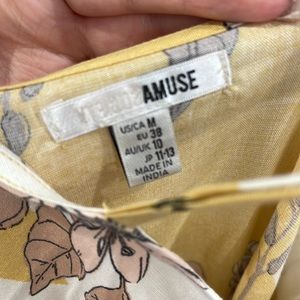 AMUSE
US/CA M
EU 38
AU/UK 10
JP 11-13
MADE IN
INDIA